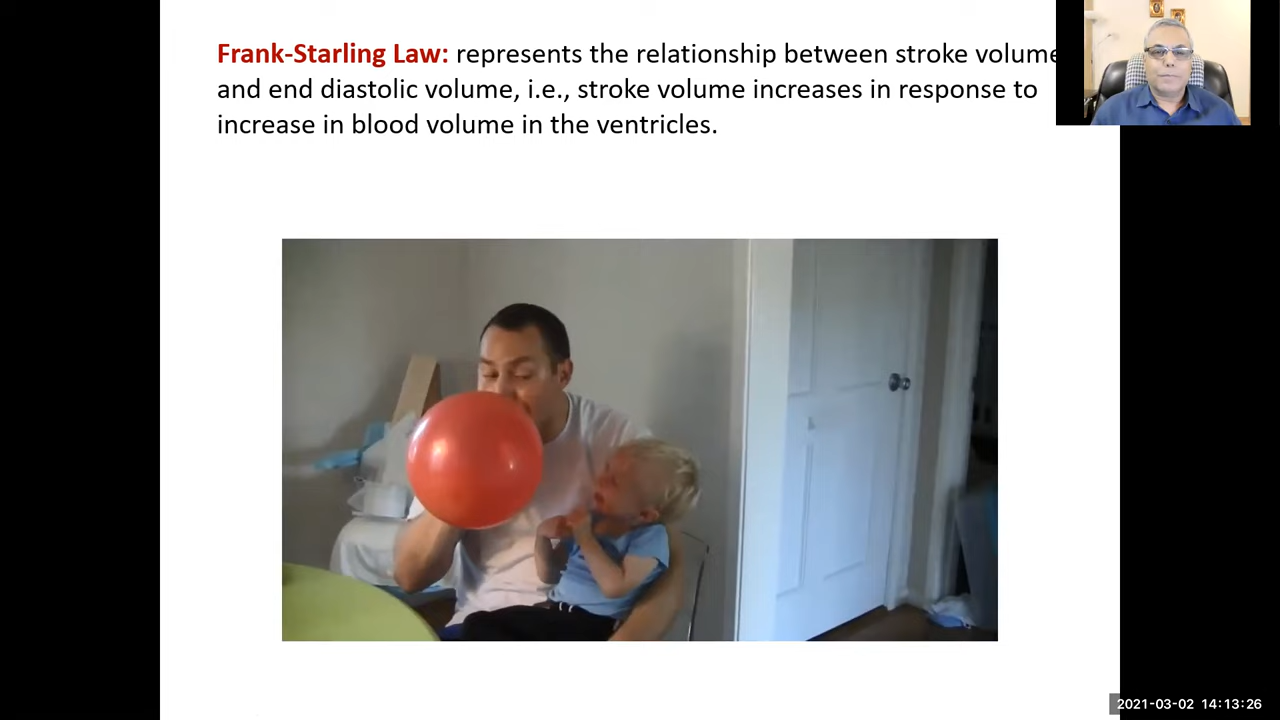 Frank-Starling Law: represents the relationship between stroke volume
and end diastolic volume, i.e., stroke volume increases in response to
increase in blood volume in the ventricles.
2021-03-02 14:13:26